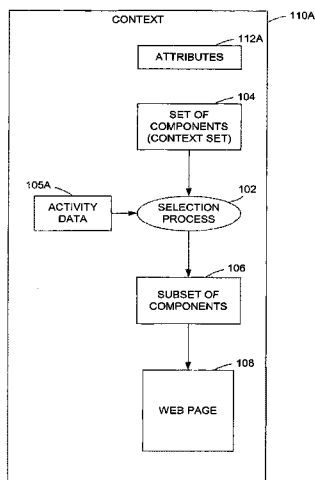 CONTEXT
110A
112A
ATTRIBUTES
104
SET OF
COMPONENTS
(CONTEXT SET)
105A
ACTIVITY
DATA
102
SELECTION
PROCESS
106
SUBSET OF
COMPONENTS
108
WEB PAGE